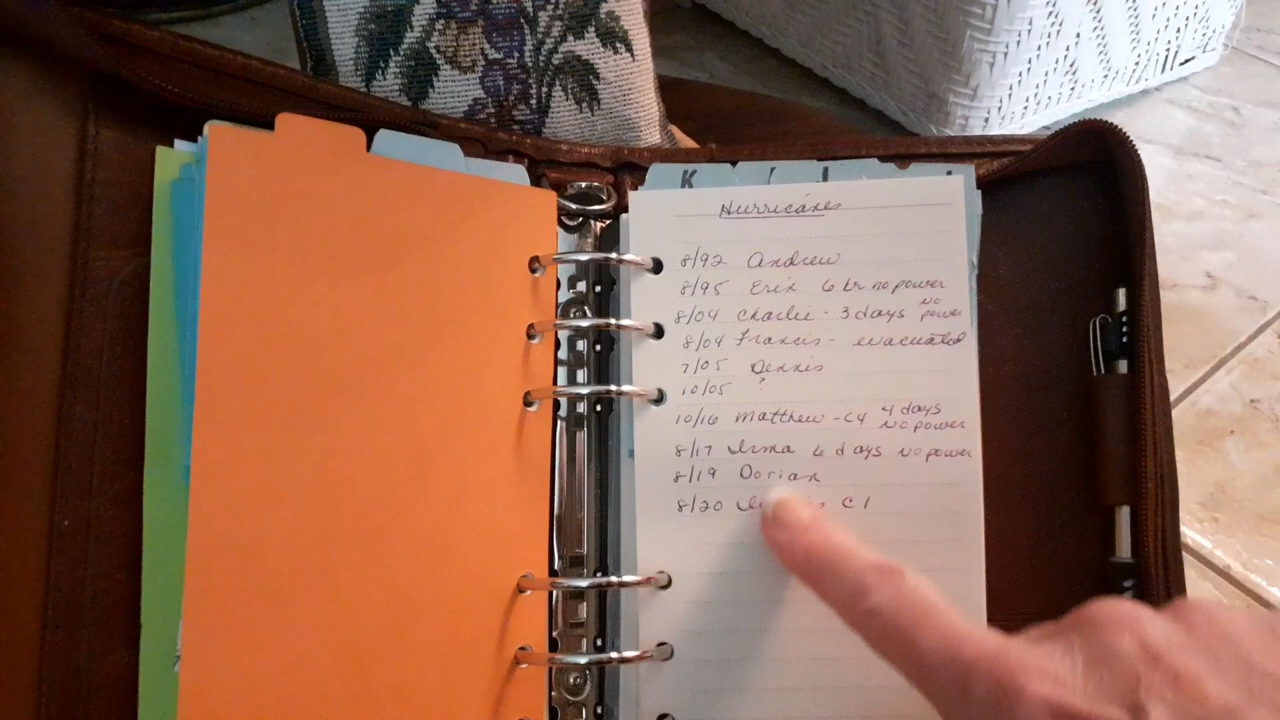 K
Hurricanes
8/92 Andrew
8/95 Erin 6 hr no power
8/04 Charlie - 3 days no power
8/04 Francis - evacuated
7/05 Dennis
10/05 ?
10/16 Matthew - C4 4 days No power
8/17 Irma 6 days No power
8/19 Dorian
8/20 C1